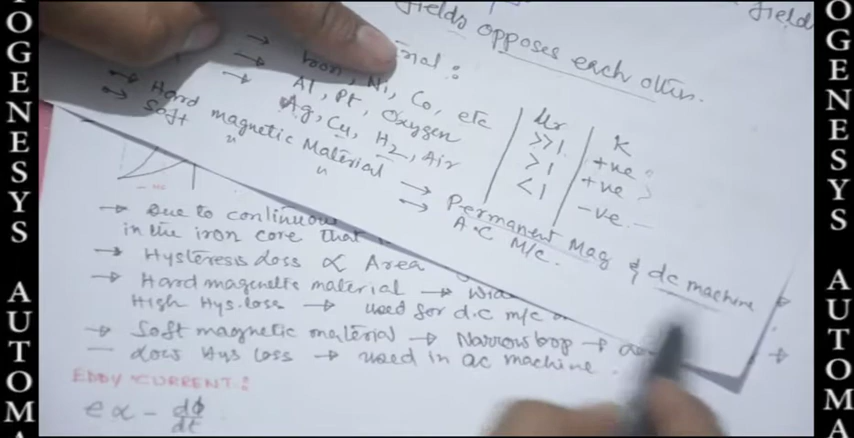 fields opposes each other.
field
rial :
Iron, Ni, Co, etc
Al, Pt, Oxygen
Ag, Cu, H2, Air
μr
>>1
>1
<1
K
+ve
+ve
-ve
→ Hard magnetic Material → Permanent Mag & dc machine
→ Soft " " → A.C M/C.
→ Due to continuous
in the iron core that
→ Hysteresis loss ∝ Area
→ Hard magnetic material → Wid
High Hys. loss → used for d.c m/c
→ Soft magnetic material → Narrow loop →
— low Hys loss → used in ac machine.
EDDY CURRENT :
e ∝ - dφ/dt
OGENESYS AUTOMA
OGENESYS AUTOMA